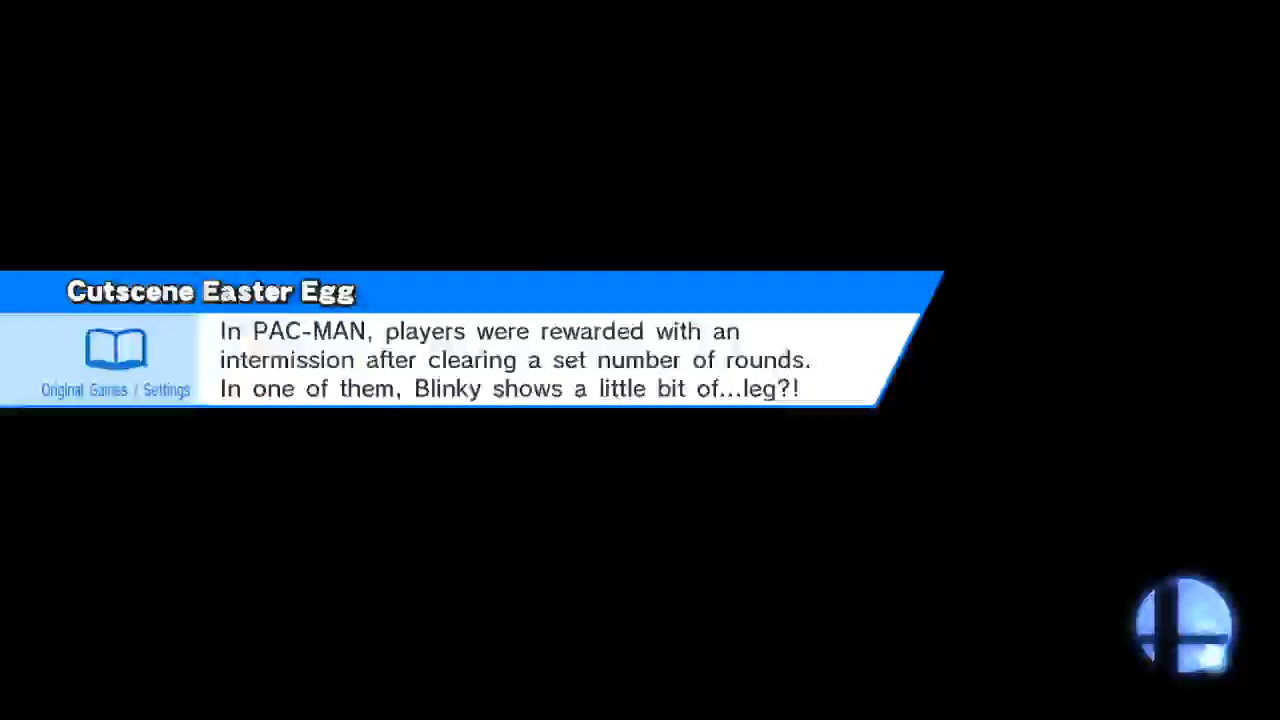 Cutscene Easter Egg
In PAC-MAN, players were rewarded with an
intermission after clearing a set number of rounds.
In one of them, Blinky shows a little bit of...leg?!
Original Games / Settings